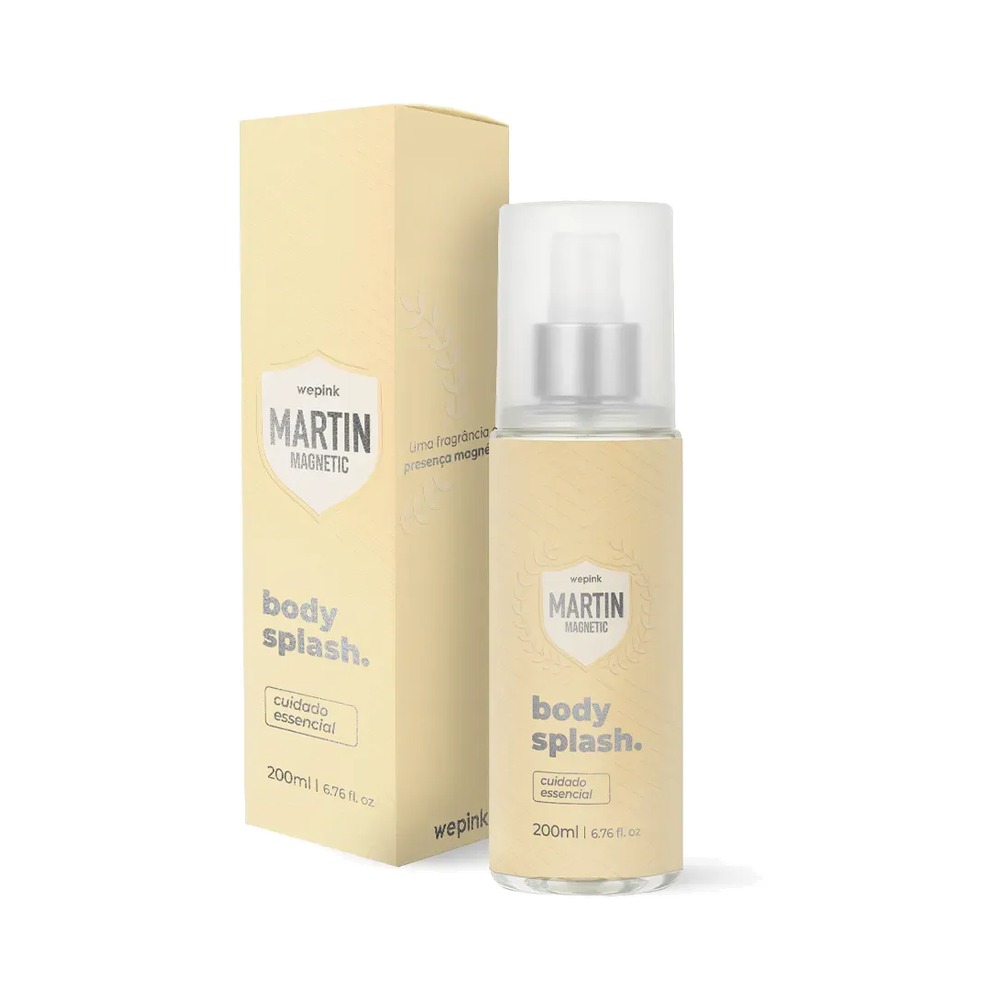 wepink
MARTIN
MAGNETIC
body
splash.
cuidado
essencial
200ml | 6.76 fl. oz
Uma fragrância
presença
wepink
wepink
MARTIN
MAGNETIC
body
splash.
cuidado
essencial
200ml | 6.76 fl. oz